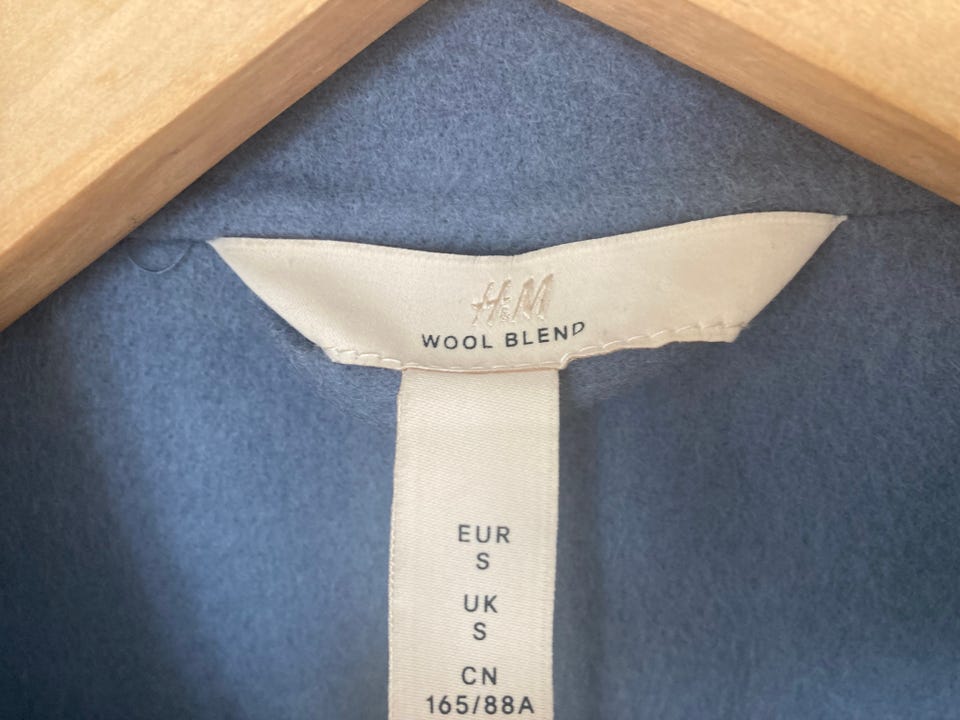 H&M
WOOL BLEND
EUR
S
UK
S
CN
165/88A